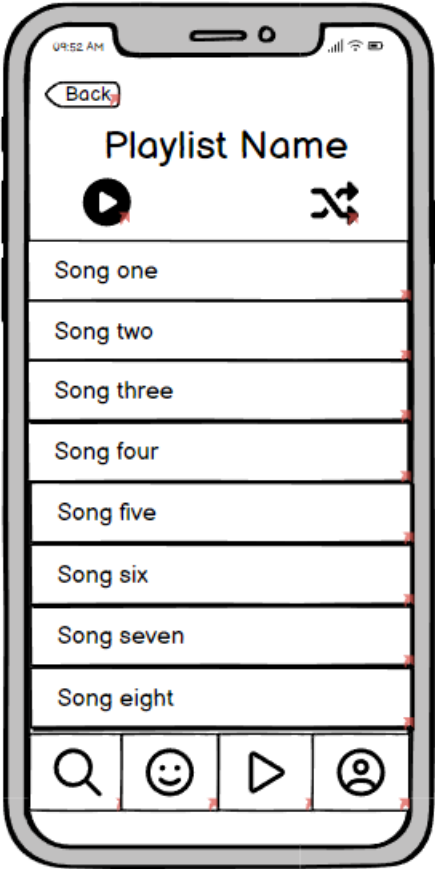 09:52 AM
Back
Playlist Name
Song one
Song two
Song three
Song four
Song five
Song six
Song seven
Song eight